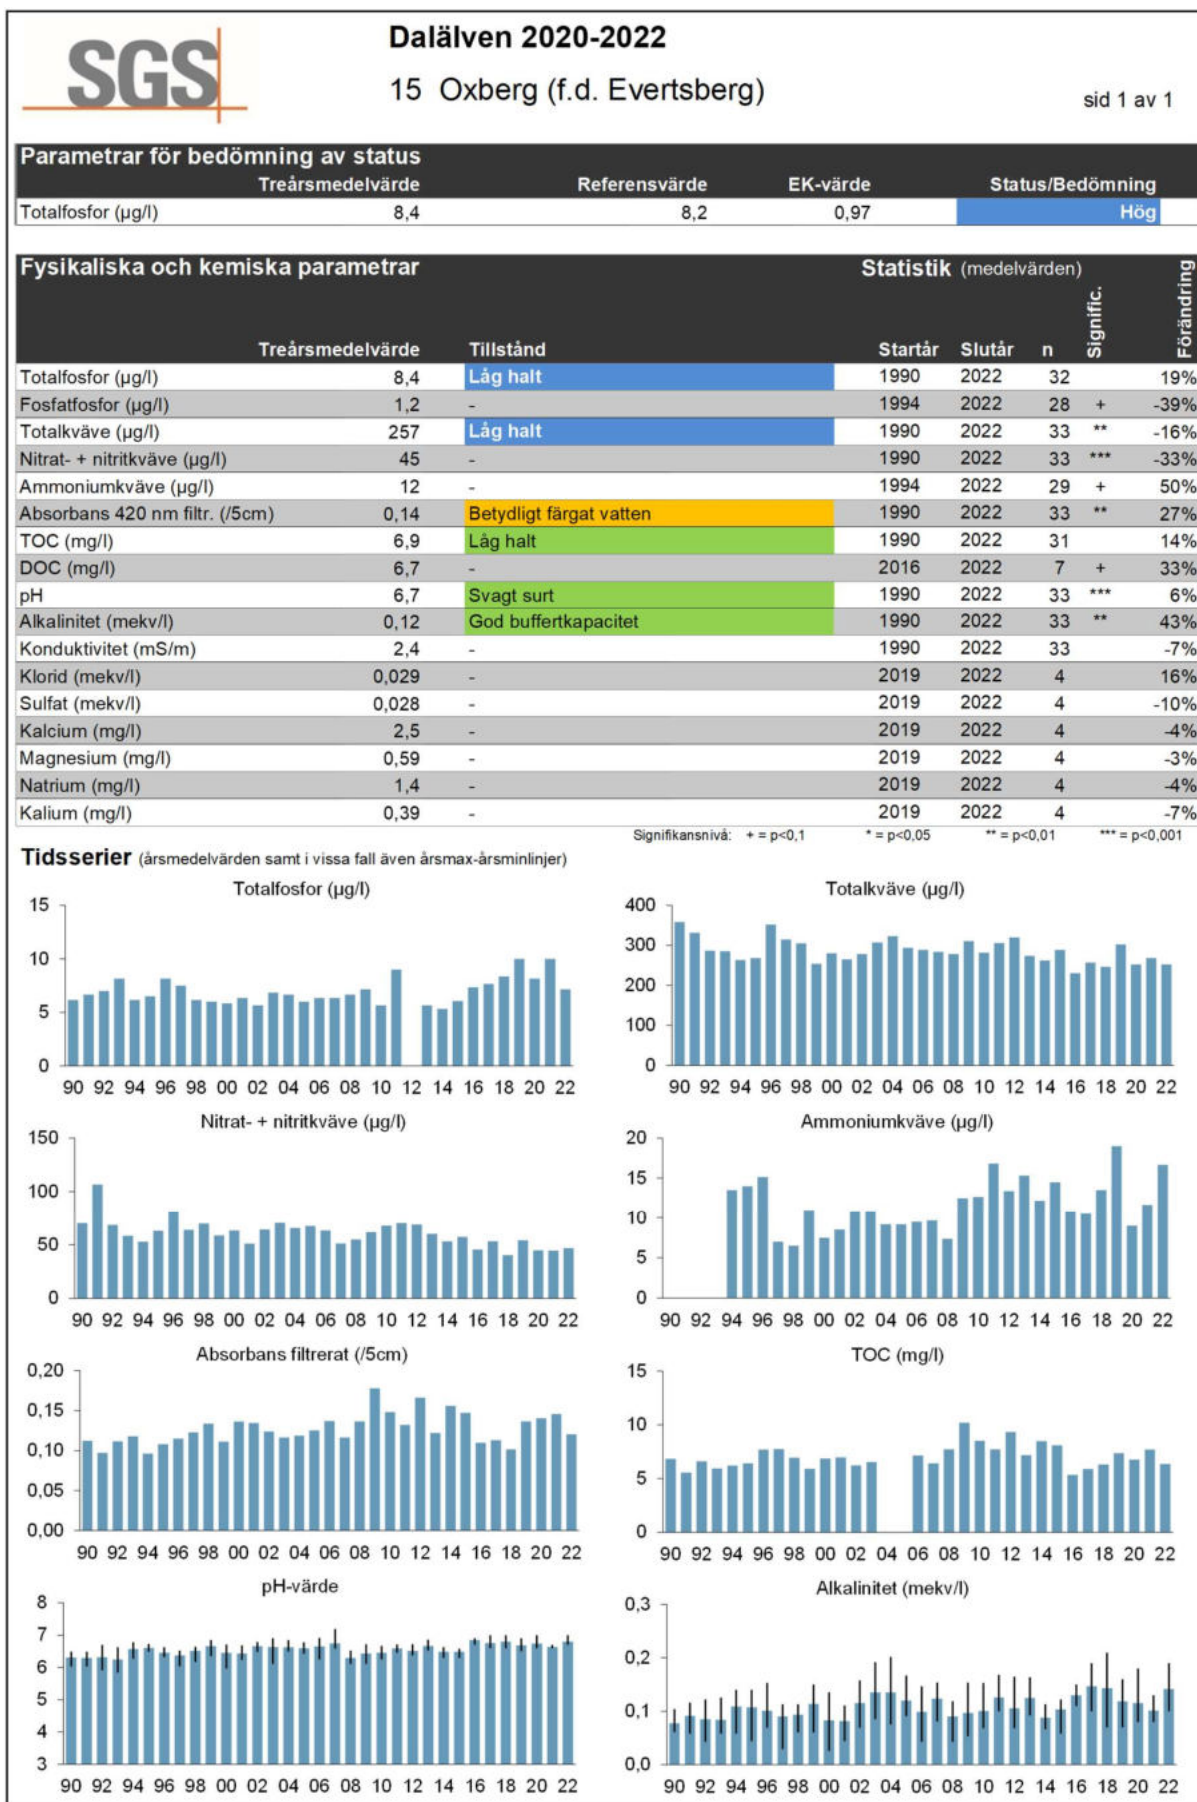 SGS
Dalälven 2020-2022
15 Oxberg (f.d. Evertsberg)
sid 1 av 1
Parametrar för bedömning av status
Treårsmedelvärde Referensvärde EK-värde Status/Bedömning
Totalfosfor (µg/l) 8,4 8,2 0,97 Hög
Fysikaliska och kemiska parametrar Statistik (medelvärden)
Treårsmedelvärde Tillstånd Startår Slutår n Signific. Förändring
Totalfosfor (µg/l) 8,4 Låg halt 1990 2022 32 19%
Fosfatfosfor (µg/l) 1,2 - 1994 2022 28 + -39%
Totalkväve (µg/l) 257 Låg halt 1990 2022 33 ** -16%
Nitrat- + nitritkväve (µg/l) 45 - 1990 2022 33 *** -33%
Ammoniumkväve (µg/l) 12 - 1994 2022 29 + 50%
Absorbans 420 nm filtr. (/5cm) 0,14 Betydligt färgat vatten 1990 2022 33 ** 27%
TOC (mg/l) 6,9 Låg halt 1990 2022 31 14%
DOC (mg/l) 6,7 - 2016 2022 7 + 33%
pH 6,7 Svagt surt 1990 2022 33 *** 6%
Alkalinitet (mekv/l) 0,12 God buffertkapacitet 1990 2022 33 ** 43%
Konduktivitet (mS/m) 2,4 - 1990 2022 33 -7%
Klorid (mekv/l) 0,029 - 2019 2022 4 16%
Sulfat (mekv/l) 0,028 - 2019 2022 4 -10%
Kalcium (mg/l) 2,5 - 2019 2022 4 -4%
Magnesium (mg/l) 0,59 - 2019 2022 4 -3%
Natrium (mg/l) 1,4 - 2019 2022 4 -4%
Kalium (mg/l) 0,39 - 2019 2022 4 -7%
Signifikansnivå: + = p<0,1 * = p<0,05 ** = p<0,01 *** = p<0,001
Tidsserier (årsmedelvärden samt i vissa fall även årsmax-årsminlinjer)
Totalfosfor (µg/l)
15
10
5
0
90 92 94 96 98 00 02 04 06 08 10 12 14 16 18 20 22
Totalkväve (µg/l)
400
300
200
100
0
90 92 94 96 98 00 02 04 06 08 10 12 14 16 18 20 22
Nitrat- + nitritkväve (µg/l)
150
100
50
0
90 92 94 96 98 00 02 04 06 08 10 12 14 16 18 20 22
Ammoniumkväve (µg/l)
20
15
10
5
0
90 92 94 96 98 00 02 04 06 08 10 12 14 16 18 20 22
Absorbans filtrerat (/5cm)
0,20
0,15
0,10
0,05
0,00
90 92 94 96 98 00 02 04 06 08 10 12 14 16 18 20 22
TOC (mg/l)
15
10
5
0
90 92 94 96 98 00 02 04 06 08 10 12 14 16 18 20 22
pH-värde
8
7
6
5
4
3
90 92 94 96 98 00 02 04 06 08 10 12 14 16 18 20 22
Alkalinitet (mekv/l)
0,3
0,2
0,1
0,0
90 92 94 96 98 00 02 04 06 08 10 12 14 16 18 20 22